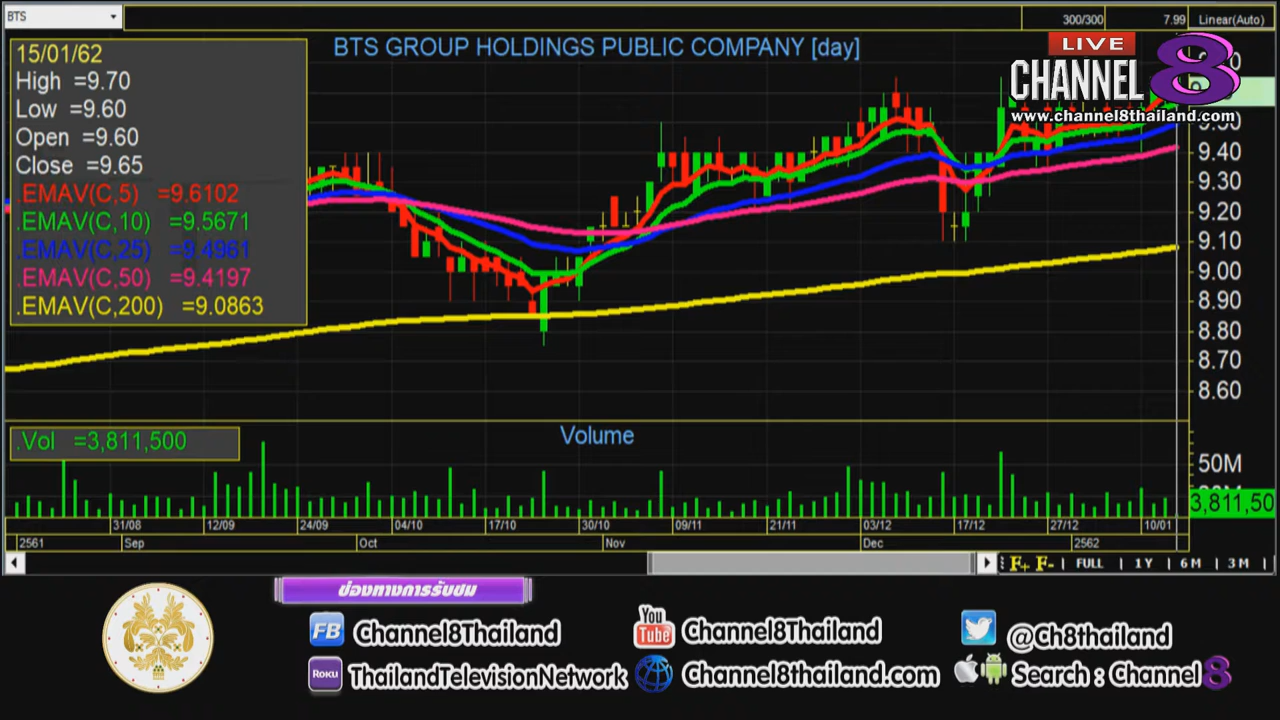 BTS
300/300
7.99
Linear(Auto)
BTS GROUP HOLDINGS PUBLIC COMPANY [day]
15/01/62
High =9.70
Low =9.60
Open =9.60
Close =9.65
.EMAV(C,5) =9.6102
.EMAV(C,10) =9.5671
.EMAV(C,25) =9.4961
.EMAV(C,50) =9.4197
.EMAV(C,200) =9.0863
LIVE
CHANNEL 8
www.channel8thailand.com
9.50
9.40
9.30
9.20
9.10
9.00
8.90
8.80
8.70
8.60
.Vol =3,811,500
Volume
50M
3,811,50
31/08 12/09 24/09 04/10 17/10 30/10 09/11 21/11 03/12 17/12 27/12 10/01
2561 Sep Oct Nov Dec 2562
F+ F- FULL 1Y 6M 3M
ช่องทางการรับชม
FB Channel8Thailand
You Tube Channel8Thailand
@Ch8thailand
ROKU ThailandTelevisionNetwork
Channel8thailand.com
Search : Channel 8